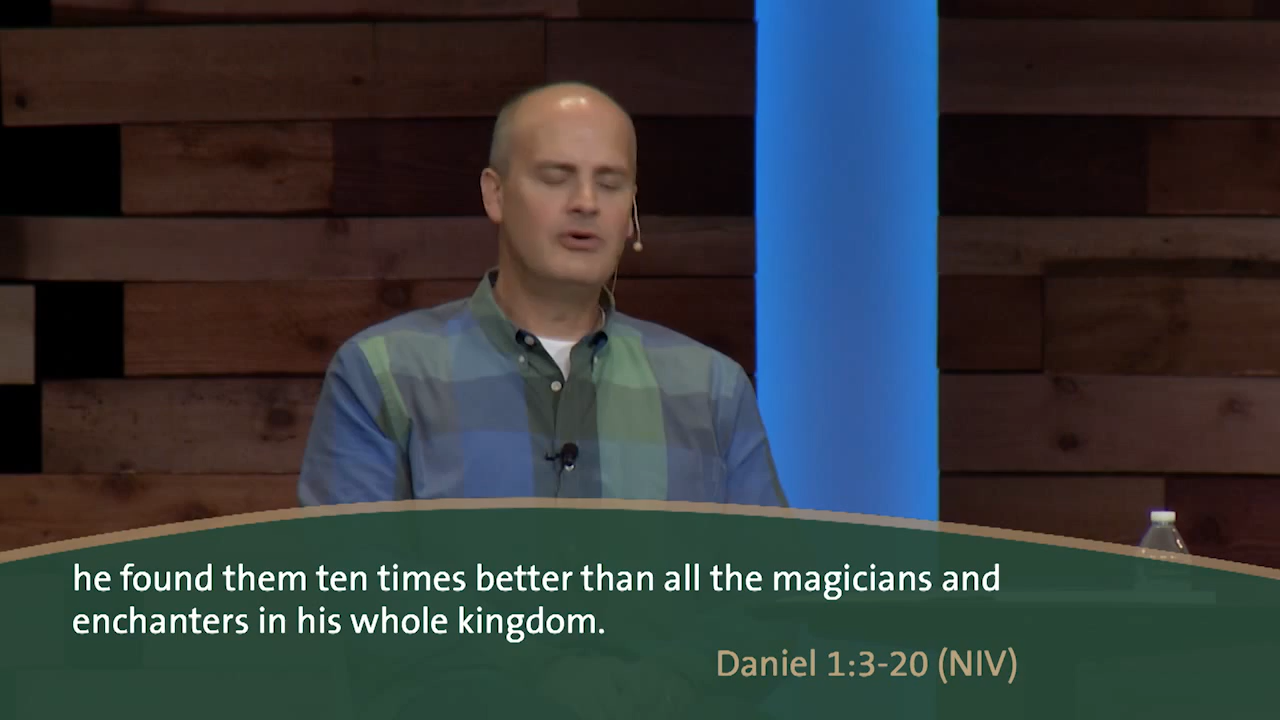 he found them ten times better than all the magicians and
enchanters in his whole kingdom.
Daniel 1:3-20 (NIV)